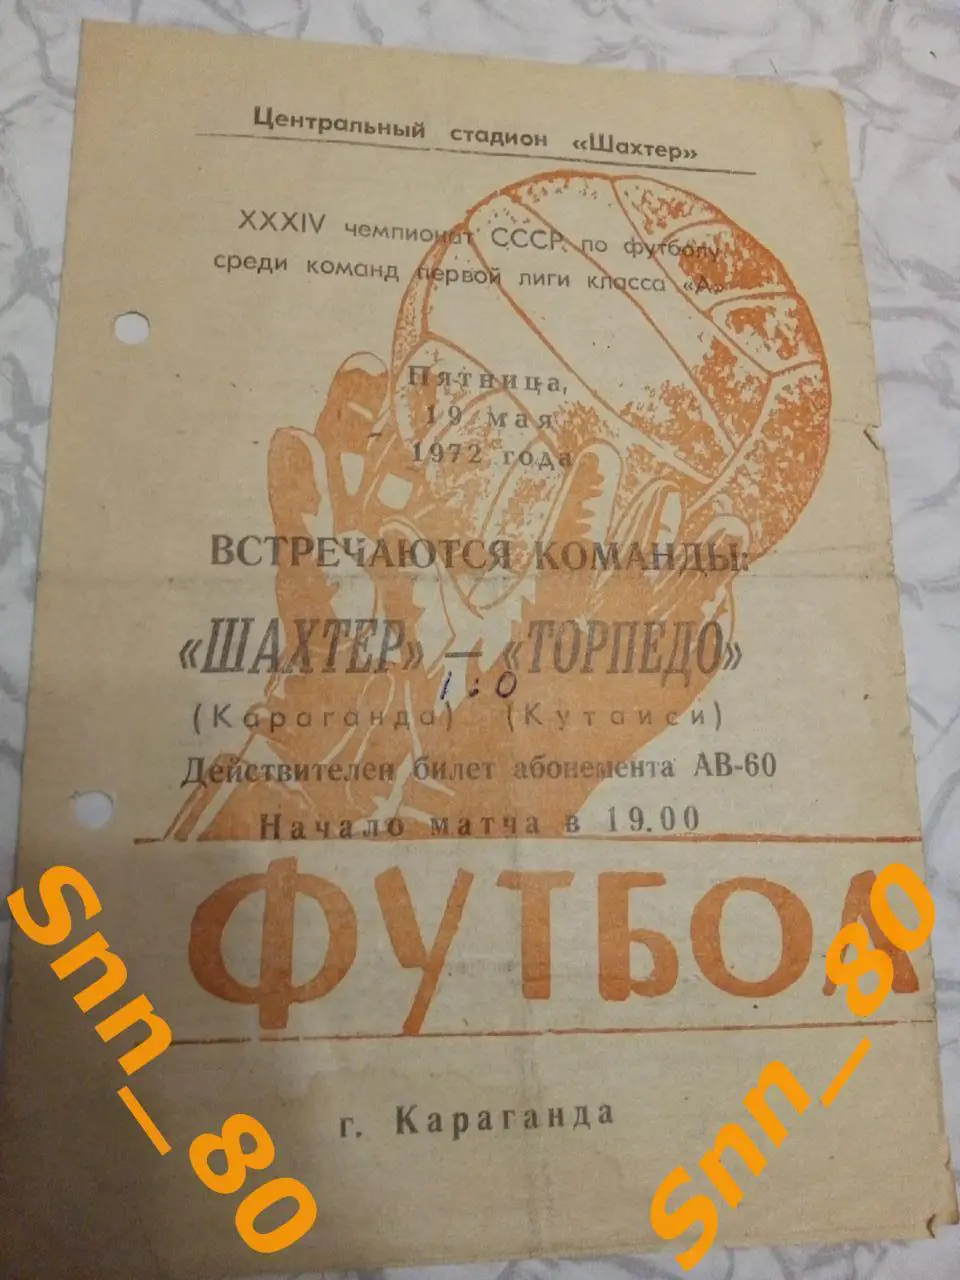 Центральный стадион «Шахтер»
XXXIV чемпионат СССР по футболу
среди команд первой лиги класса «А»
Пятница,
19 мая
1972 года
ВСТРЕЧАЮТСЯ КОМАНДЫ:
«ШАХТЕР» — «ТОРПЕДО»
1:0
(Караганда) (Кутаиси)
Действителен билет абонемента АВ-60
Начало матча в 19.00
ФУТБОЛ
г. Караганда
Snn_80
Snn_80